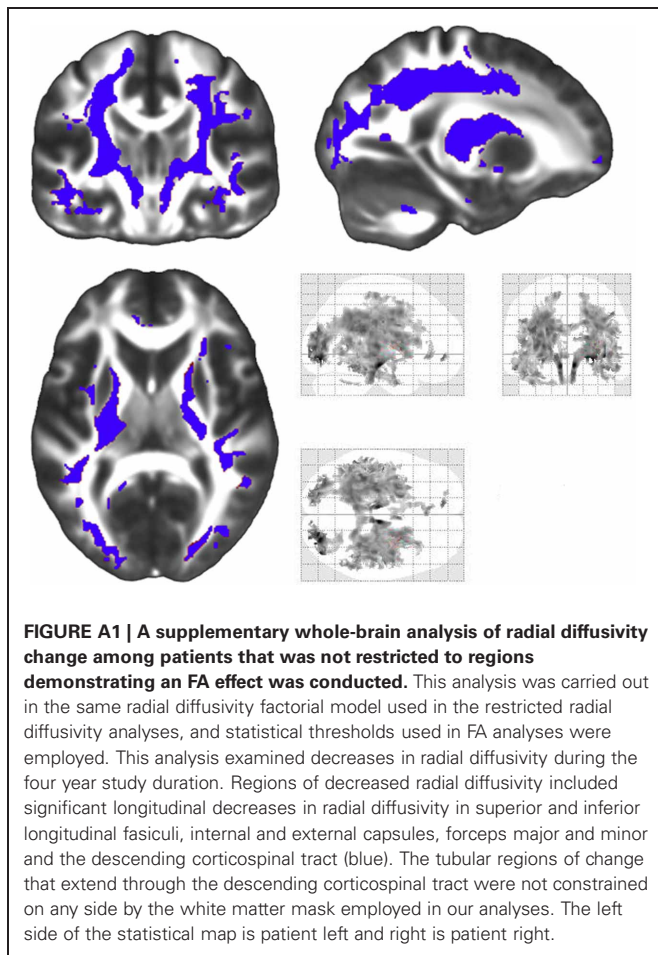 FIGURE A1 | A supplementary whole-brain analysis of radial diffusivity
change among patients that was not restricted to regions
demonstrating an FA effect was conducted. This analysis was carried out
in the same radial diffusivity factorial model used in the restricted radial
diffusivity analyses, and statistical thresholds used in FA analyses were
employed. This analysis examined decreases in radial diffusivity during the
four year study duration. Regions of decreased radial diffusivity included
significant longitudinal decreases in radial diffusivity in superior and inferior
longitudinal fasiculi, internal and external capsules, forceps major and minor
and the descending corticospinal tract (blue). The tubular regions of change
that extend through the descending corticospinal tract were not constrained
on any side by the white matter mask employed in our analyses. The left
side of the statistical map is patient left and right is patient right.